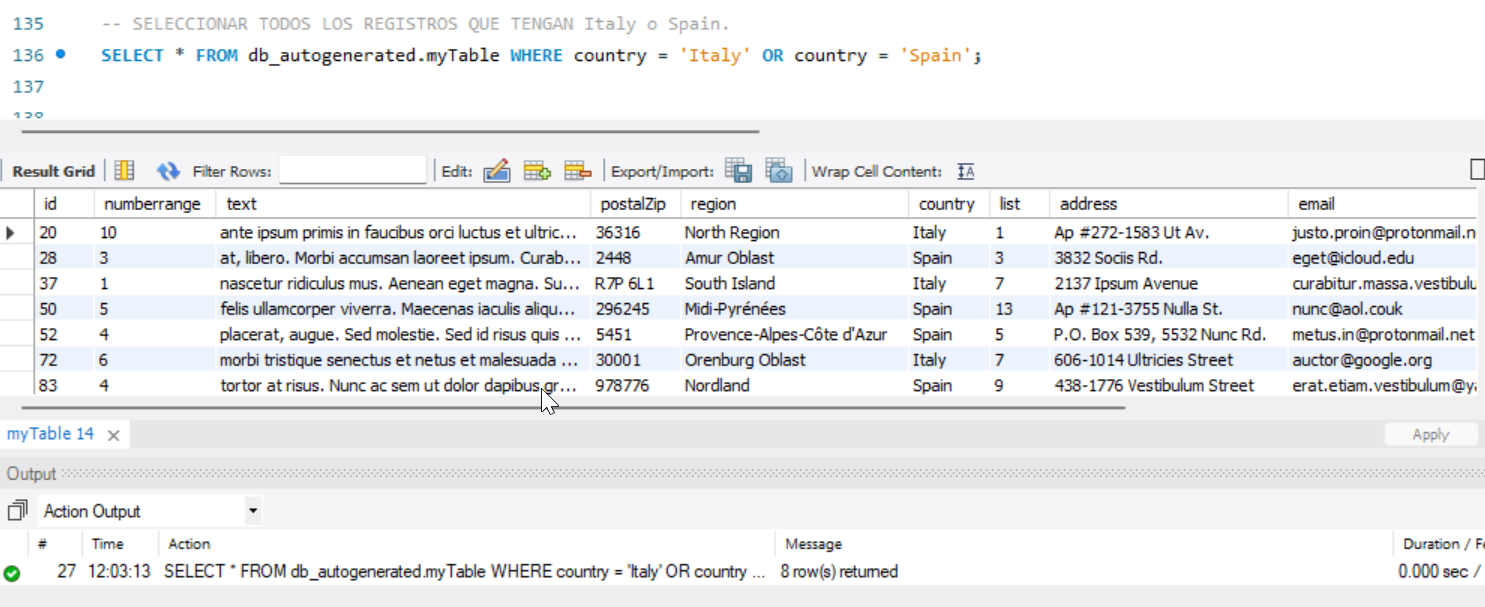 135 -- SELECCIONAR TODOS LOS REGISTROS QUE TENGAN Italy o Spain.
136 SELECT * FROM db_autogenerated.myTable WHERE country = 'Italy' OR country = 'Spain';
137
138
Result Grid Filter Rows: Edit: Export/Import: Wrap Cell Content: IA
id numberrange text postalZip region country list address email
20 10 ante ipsum primis in faucibus orci luctus et ultric... 36316 North Region Italy 1 Ap #272-1583 Ut Av. justo.proin@protonmail.n
28 3 at, libero. Morbi accumsan laoreet ipsum. Curab... 2448 Amur Oblast Spain 3 3832 Sociis Rd. eget@icloud.edu
37 1 nascetur ridiculus mus. Aenean eget magna. Su... R7P 6L1 South Island Italy 7 2137 Ipsum Avenue curabitur.massa.vestibulu
50 5 felis ullamcorper viverra. Maecenas iaculis aliqu... 296245 Midi-Pyrénées Spain 13 Ap #121-3755 Nulla St. nunc@aol.couk
52 4 placerat, augue. Sed molestie. Sed id risus quis ... 5451 Provence-Alpes-Côte d'Azur Spain 5 P.O. Box 539, 5532 Nunc Rd. metus.in@protonmail.net
72 6 morbi tristique senectus et netus et malesuada ... 30001 Orenburg Oblast Italy 7 606-1014 Ultricies Street auctor@google.org
83 4 tortor at risus. Nunc ac sem ut dolor dapibus gr... 978776 Nordland Spain 9 438-1776 Vestibulum Street erat.etiam.vestibulum@ya
myTable 14 Apply
Output
Action Output
# Time Action Message Duration / Fe
27 12:03:13 SELECT * FROM db_autogenerated.myTable WHERE country = 'Italy' OR country ... 8 row(s) returned 0.000 sec /